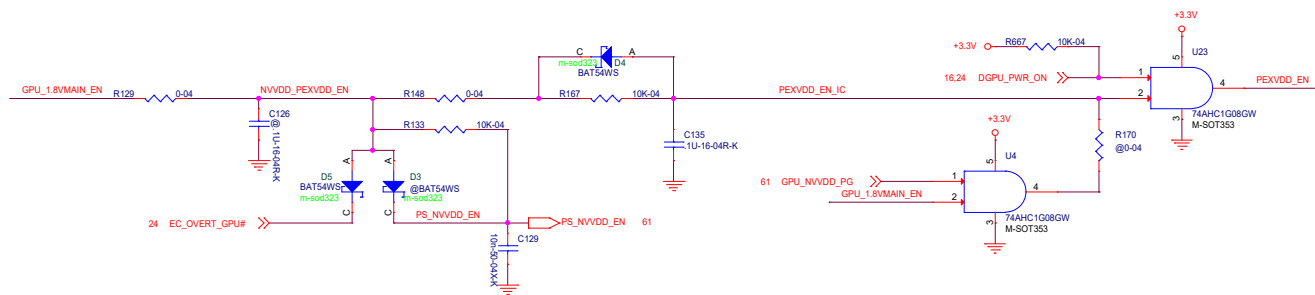 +3.3V
+3.3V
R667
10K-04
U23
C
A
m-sod323
D4
BAT54WS
16,24
DGPU_PWR_ON
5
1
2
4
3
PEXVDD_EN
GPU_1.8VMAIN_EN
R129
0-04
NVVDD_PEXVDD_EN
R148
0-04
R167
10K-04
PEXVDD_EN_IC
74AHC1G08GW
M-SOT353
C126
@.1U-16-04R-K
R133
10K-04
C135
.1U-16-04R-K
+3.3V
R170
@0-04
U4
A
D5
BAT54WS
m-sod323
C
A
D3
@BAT54WS
m-sod323
C
61
GPU_NVVDD_PG
GPU_1.8VMAIN_EN
5
1
2
4
3
74AHC1G08GW
M-SOT353
24
EC_OVERT_GPU#
PS_NVVDD_EN
PS_NVVDD_EN
61
C129
10n-50-04X-K